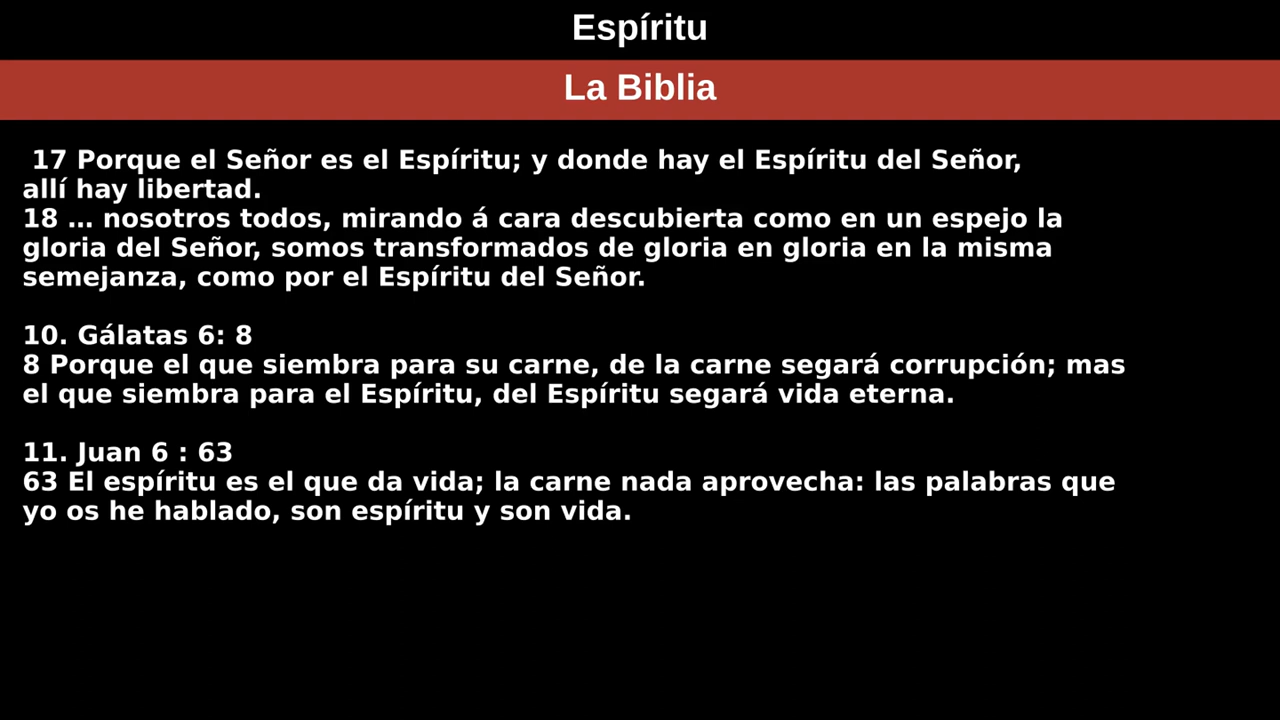 Espíritu
La Biblia
17 Porque el Señor es el Espíritu; y donde hay el Espíritu del Señor,
allí hay libertad.
18 … nosotros todos, mirando á cara descubierta como en un espejo la
gloria del Señor, somos transformados de gloria en gloria en la misma
semejanza, como por el Espíritu del Señor.
10. Gálatas 6: 8
8 Porque el que siembra para su carne, de la carne segará corrupción; mas
el que siembra para el Espíritu, del Espíritu segará vida eterna.
11. Juan 6 : 63
63 El espíritu es el que da vida; la carne nada aprovecha: las palabras que
yo os he hablado, son espíritu y son vida.